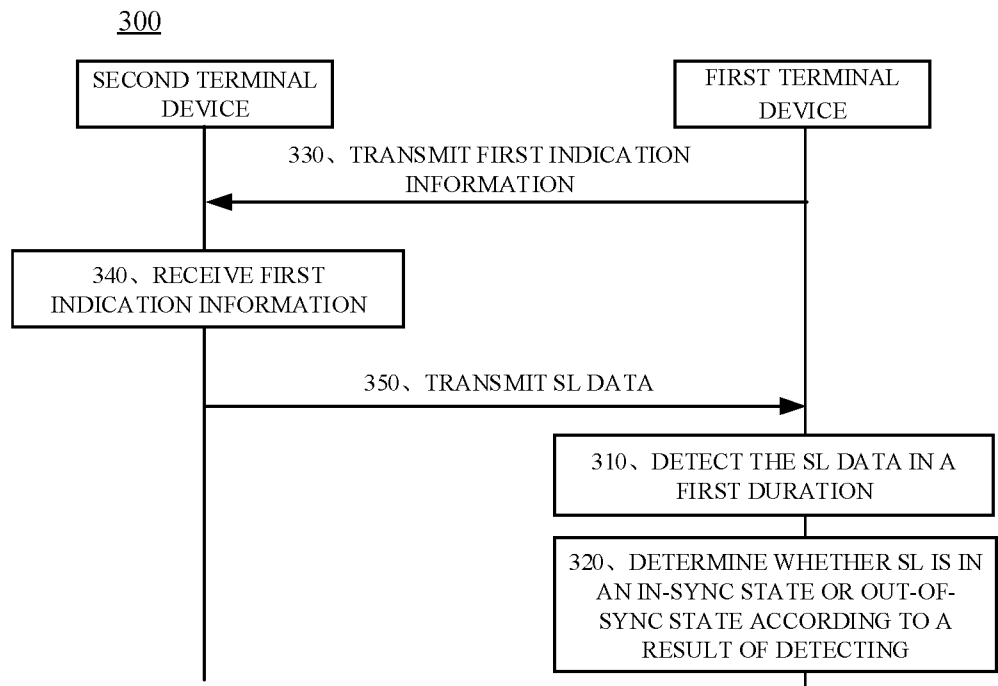 300
SECOND TERMINAL
DEVICE
FIRST TERMINAL
DEVICE
330、TRANSMIT FIRST INDICATION
INFORMATION
340、RECEIVE FIRST
INDICATION INFORMATION
350、TRANSMIT SL DATA
310、DETECT THE SL DATA IN A
FIRST DURATION
320、DETERMINE WHETHER SL IS IN
AN IN-SYNC STATE OR OUT-OF-
SYNC STATE ACCORDING TO A
RESULT OF DETECTING